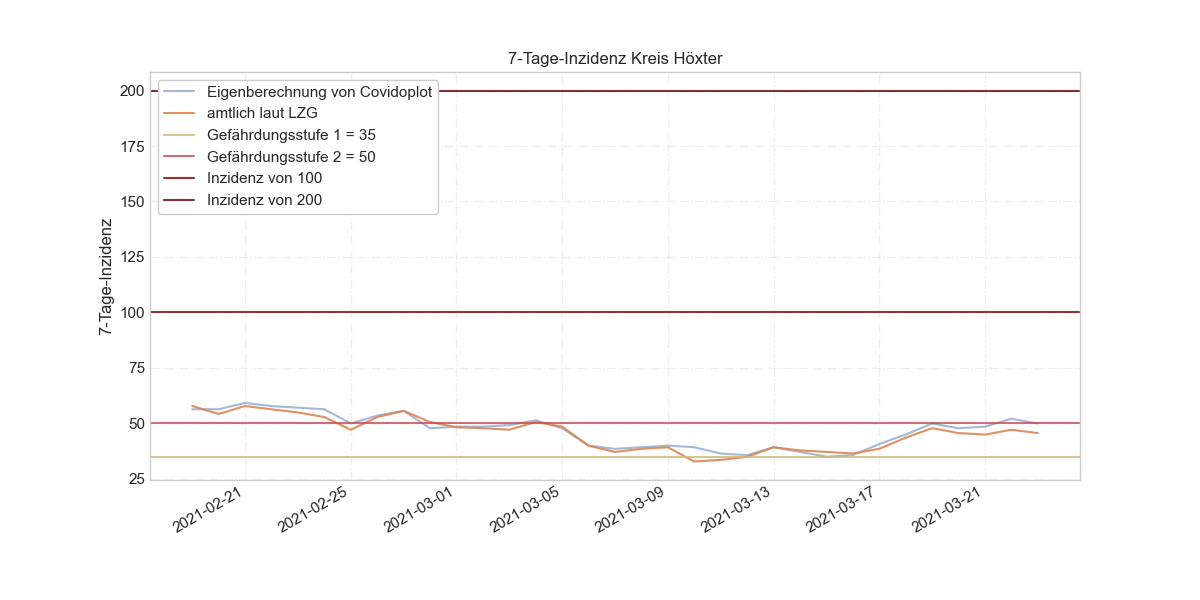 7-Tage-Inzidenz Kreis Höxter
Eigenberechnung von Covidoplot
amtlich laut LZG
Gefährdungsstufe 1 = 35
Gefährdungsstufe 2 = 50
Inzidenz von 100
Inzidenz von 200
7-Tage-Inzidenz
200
175
150
125
100
75
50
25
2021-02-21
2021-02-25
2021-03-01
2021-03-05
2021-03-09
2021-03-13
2021-03-17
2021-03-21